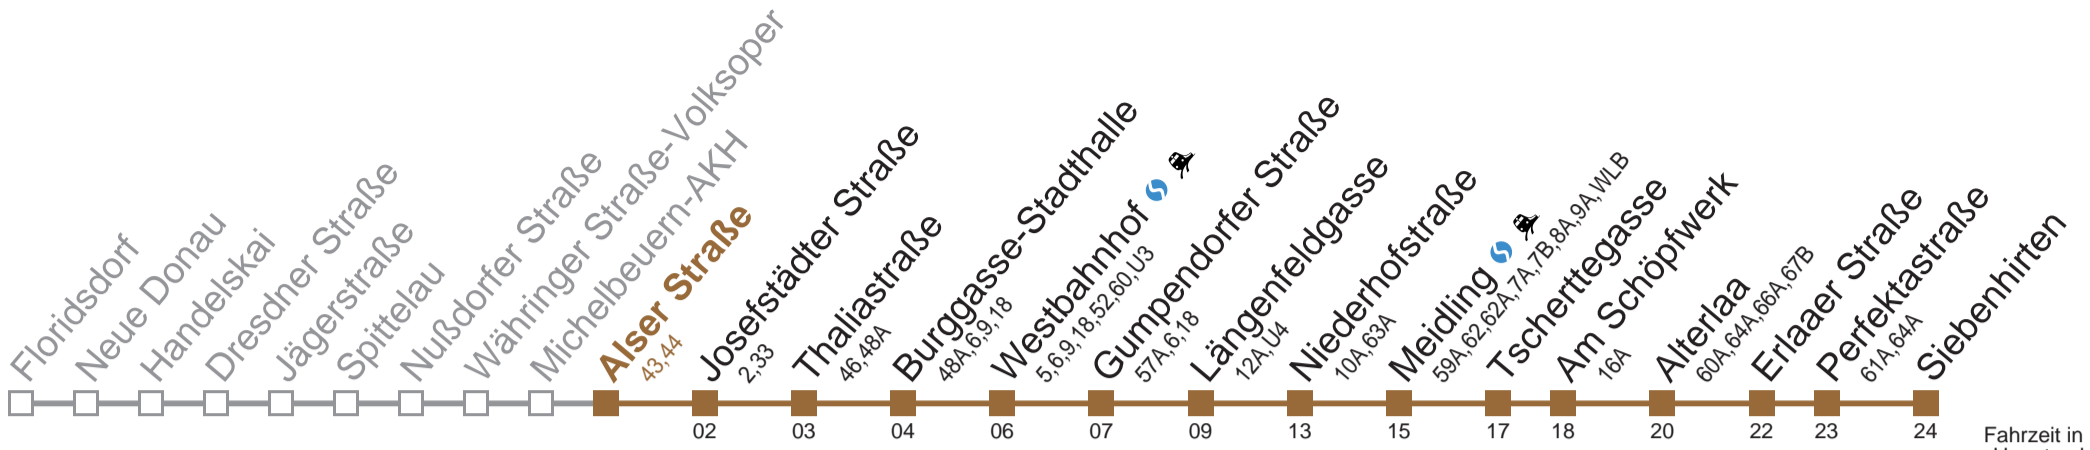 Floridsdorf
Neue Donau
Handelskai
Dresdner Straße
Jägerstraße
Spittelau
Nußdorfer Straße
Währinger Straße-Volksoper
Michelbeuern-AKH
Alser Straße
43,44
Josefstädter Straße
2,33
Thaliastraße
46,48A
Burggasse-Stadthalle
48A,6,9,18
Westbahnhof
5,6,9,18,52,60,U3
Gumpendorfer Straße
57A,6,18
Längenfeldgasse
12A,U4
Niederhofstraße
10A,63A
Meidling
59A,62,62A,7A,7B,8A,9A,WLB
Tscherttegasse
Am Schöpfwerk
16A
Alterlaa
60A,64A,66A,67B
Erlaaer Straße
Perfektastraße
61A,64A
Siebenhirten
02 03 04 06 07 09 13 15 17 18 20 22 23 24
Fahrzeit in